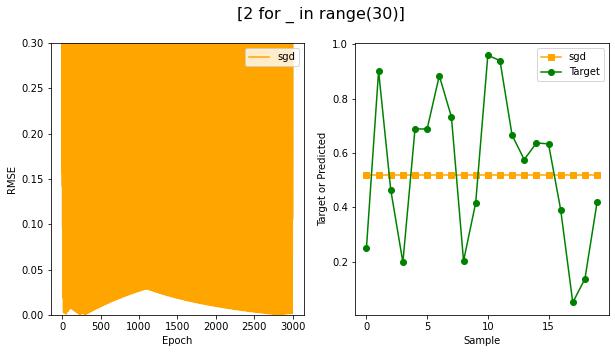 [2 for _ in range(30)]
RMSE
0.30
0.25
0.20
0.15
0.10
0.05
0.00
sgd
0
500
1000
1500
2000
2500
3000
Epoch
Target or Predicted
1.0
0.8
0.6
0.4
0.2
sgd
Target
0
5
10
15
Sample